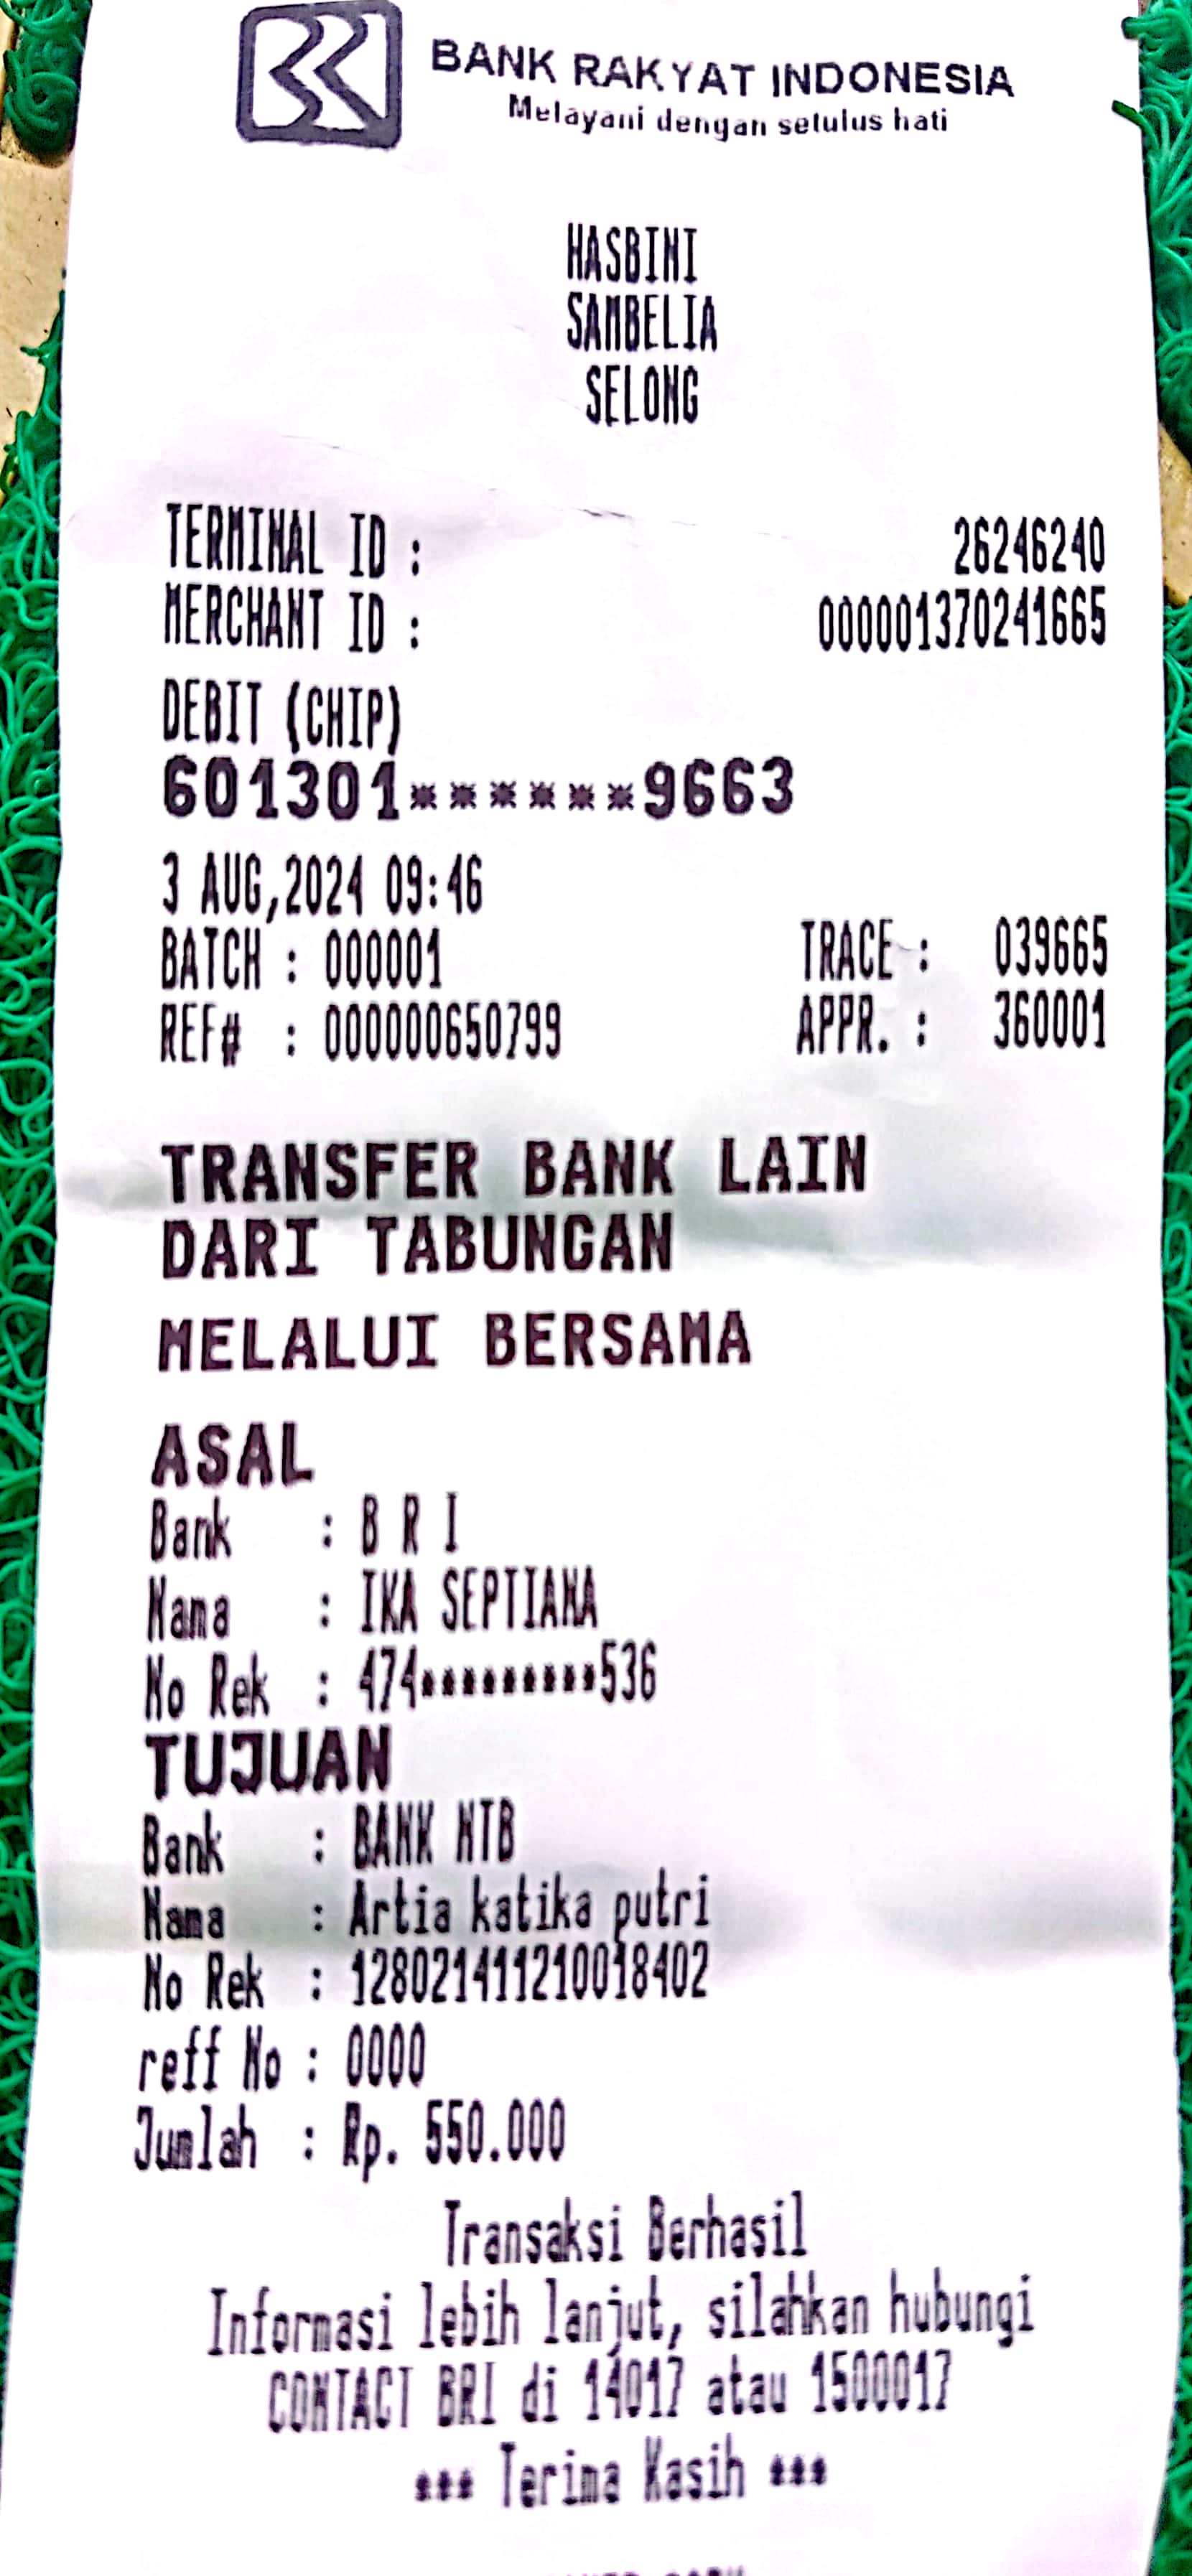 BANK RAKYAT INDONESIA
Melayani dengan setulus hati
HASBINI
SAMBELIA
SELONG
TERMINAL ID : 26246240
MERCHANT ID : 000001370241665
DEBIT (CHIP)
601301******9663
3 AUG,2024 09:46
BATCH : 000001 TRACE : 039665
REF# : 000000650799 APPR. : 360001
TRANSFER BANK LAIN
DARI TABUNGAN
MELALUI BERSAMA
ASAL
Bank : B R I
Nama : IKA SEPTIANA
No Rek : 474*********536
TUJUAN
Bank : BANK NTB
Nama : Artia katika putri
No Rek : 128021411210018402
reff No : 0000
Jumlah : Rp. 550.000
Transaksi Berhasil
Informasi lebih lanjut, silahkan hubungi
CONTACT BRI di 14017 atau 1500017
*** Terima Kasih ***